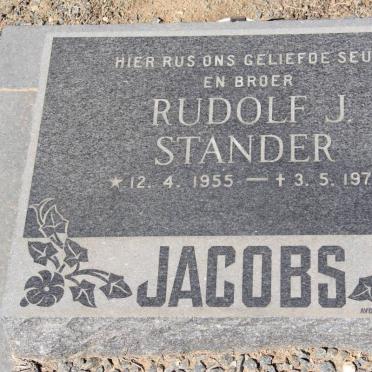 HIER RUS ONS GELIEFDE SEU
EN BROER
RUDOLF J.
STANDER
* 12. 4. 1955 — † 3. 5. 197
JACOBS